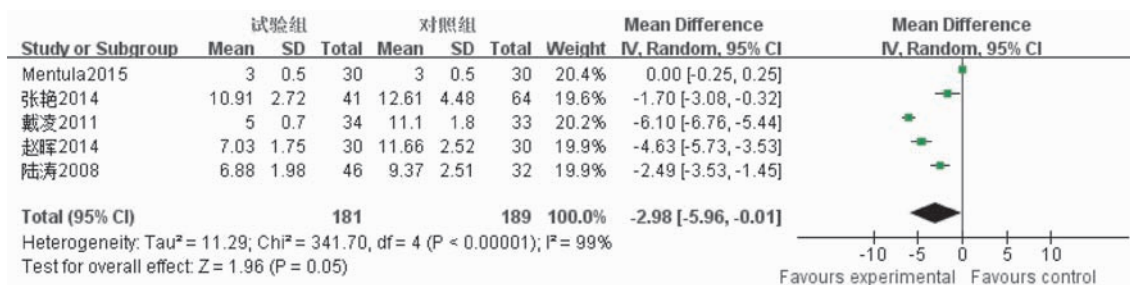 试验组 对照组 Mean Difference Mean Difference
Study or Subgroup Mean SD Total Mean SD Total Weight IV, Random, 95% CI IV, Random, 95% CI
Mentula2015 3 0.5 30 3 0.5 30 20.4% 0.00 [-0.25, 0.25]
张艳2014 10.91 2.72 41 12.61 4.48 64 19.6% -1.70 [-3.08, -0.32]
戴凌2011 5 0.7 34 11.1 1.8 33 20.2% -6.10 [-6.76, -5.44]
赵晖2014 7.03 1.75 30 11.66 2.52 30 19.9% -4.63 [-5.73, -3.53]
陆涛2008 6.88 1.98 46 9.37 2.51 32 19.9% -2.49 [-3.53, -1.45]
Total (95% CI) 181 189 100.0% -2.98 [-5.96, -0.01]
Heterogeneity: Tau² = 11.29; Chi² = 341.70, df = 4 (P < 0.00001); I² = 99%
Test for overall effect: Z = 1.96 (P = 0.05)
-10 -5 0 5 10
Favours experimental Favours control